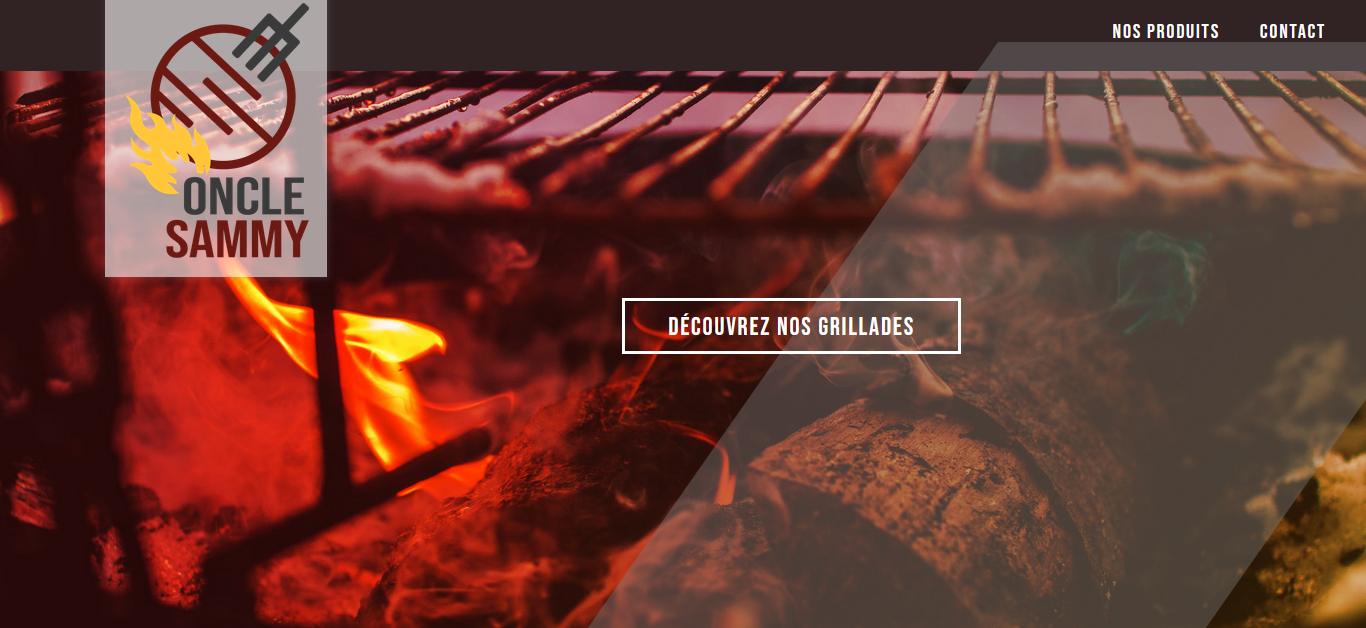 NOS PRODUITS
CONTACT
ONCLE
SAMMY
DÉCOUVREZ NOS GRILLADES